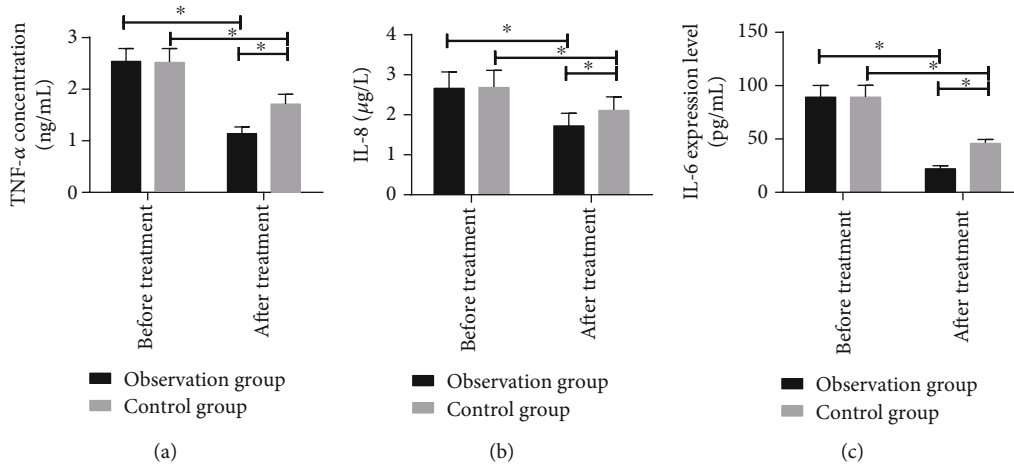 TNF-α concentration
(ng/mL)
3
2
1
0
*
*
*
Before treatment
After treatment
Observation group
Control group
(a)
IL-8 (μg/L)
4
3
2
1
0
*
*
*
Before treatment
After treatment
Observation group
Control group
(b)
IL-6 expression level
(pg/mL)
150
100
50
0
*
*
*
Before treatment
After treatment
Observation group
Control group
(c)